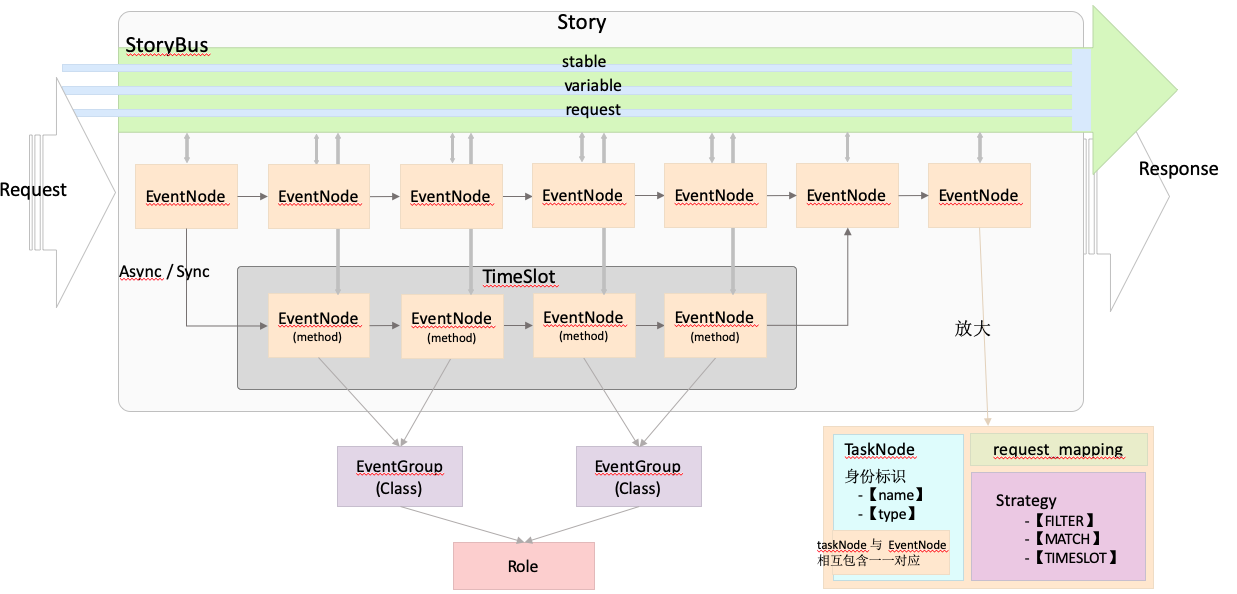 Story
StoryBus
stable
variable
request
Request
Response
EventNode
EventNode
EventNode
EventNode
EventNode
EventNode
EventNode
Async / Sync
TimeSlot
EventNode
(method)
EventNode
(method)
EventNode
(method)
EventNode
(method)
放大
EventGroup
(Class)
EventGroup
(Class)
Role
TaskNode
身份标识
-【name】
-【type】
taskNode 与 EventNode
相互包含一一对应
request_mapping
Strategy
-【FILTER】
-【MATCH】
-【TIMESLOT】